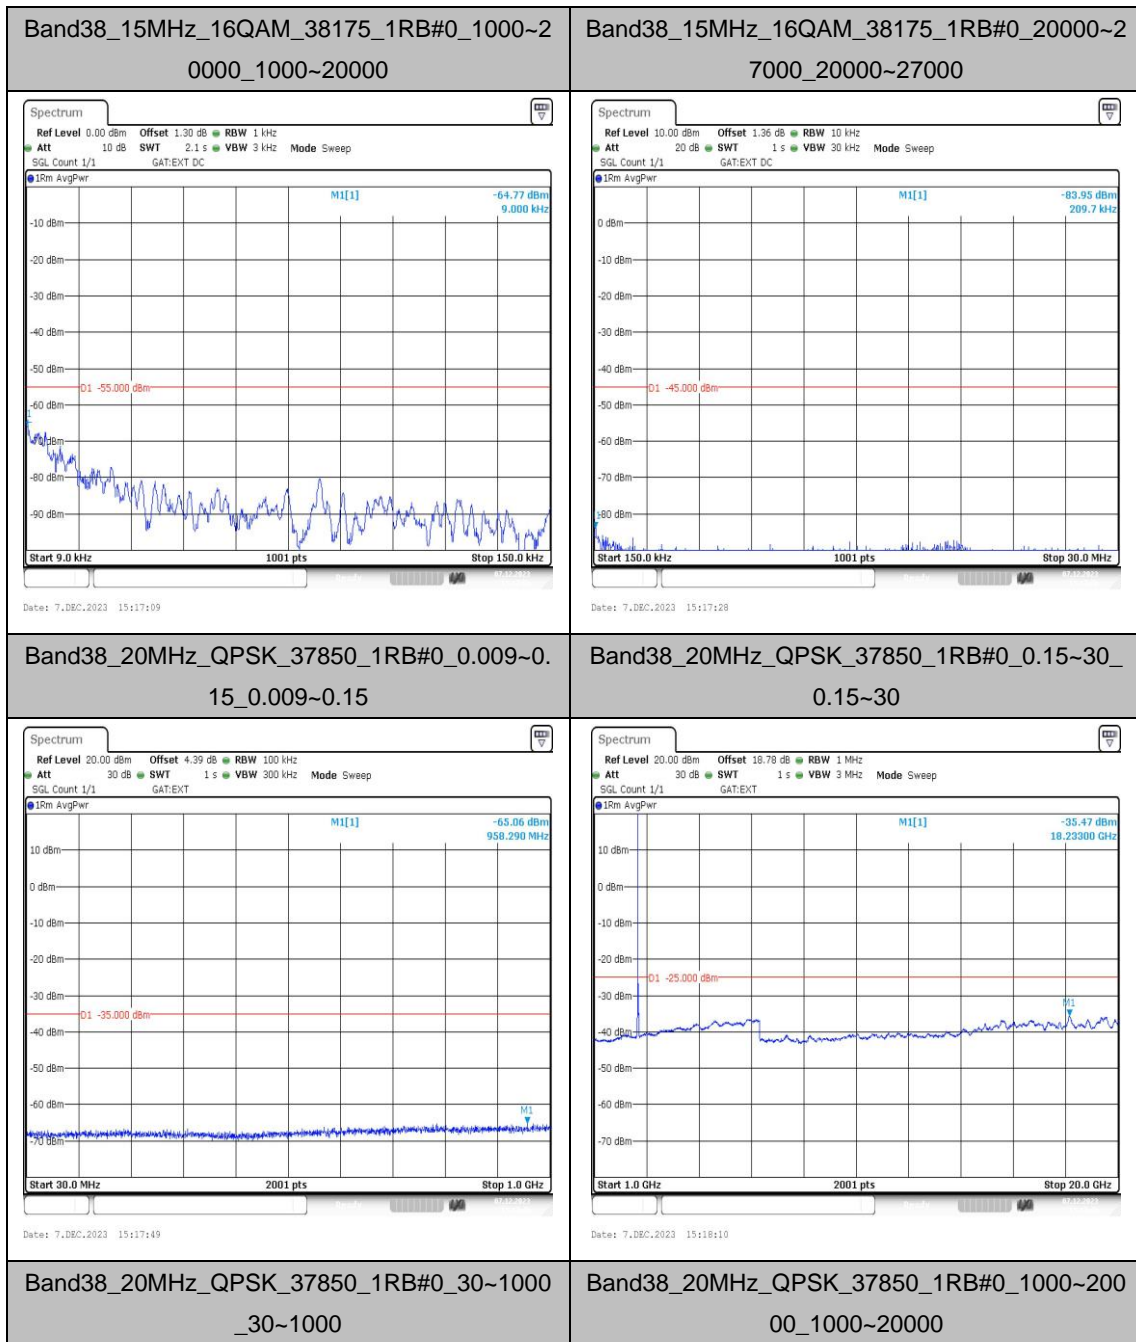 Band38_15MHz_16QAM_38175_1RB#0_1000~2
0000_1000~20000
Band38_15MHz_16QAM_38175_1RB#0_20000~2
7000_20000~27000
Spectrum
Ref Level 0.00 dBm Offset 1.30 dB RBW 1 kHz
Att 10 dB SWT 2.1 s VBW 3 kHz Mode Sweep
SGL Count 1/1 GAT:EXT DC
1Rm AvgPwr
M1[1] -64.77 dBm
9.000 kHz
-10 dBm
-20 dBm
-30 dBm
-40 dBm
-50 dBm
D1 -55.000 dBm
-60 dBm
-70 dBm
-80 dBm
-90 dBm
Start 9.0 kHz 1001 pts Stop 150.0 kHz
Date: 7.DEC.2023 15:17:09
Spectrum
Ref Level 10.00 dBm Offset 1.36 dB RBW 10 kHz
Att 20 dB SWT 1 s VBW 30 kHz Mode Sweep
SGL Count 1/1 GAT:EXT DC
1Rm AvgPwr
M1[1] -83.95 dBm
209.7 kHz
0 dBm
-10 dBm
-20 dBm
-30 dBm
-40 dBm
D1 -45.000 dBm
-50 dBm
-60 dBm
-70 dBm
-80 dBm
Start 150.0 kHz 1001 pts Stop 30.0 MHz
Date: 7.DEC.2023 15:17:28
Band38_20MHz_QPSK_37850_1RB#0_0.009~0.
15_0.009~0.15
Band38_20MHz_QPSK_37850_1RB#0_0.15~30_
0.15~30
Spectrum
Ref Level 20.00 dBm Offset 4.39 dB RBW 100 kHz
Att 30 dB SWT 1 s VBW 300 kHz Mode Sweep
SGL Count 1/1 GAT:EXT
1Rm AvgPwr
M1[1] -65.06 dBm
958.290 MHz
10 dBm
0 dBm
-10 dBm
-20 dBm
-30 dBm
D1 -35.000 dBm
-40 dBm
-50 dBm
-60 dBm
M1
-70 dBm
Start 30.0 MHz 2001 pts Stop 1.0 GHz
Date: 7.DEC.2023 15:17:49
Spectrum
Ref Level 20.00 dBm Offset 18.78 dB RBW 1 MHz
Att 30 dB SWT 1 s VBW 3 MHz Mode Sweep
SGL Count 1/1 GAT:EXT
1Rm AvgPwr
M1[1] -35.47 dBm
18.23300 GHz
10 dBm
0 dBm
-10 dBm
-20 dBm
D1 -25.000 dBm
-30 dBm
M1
-40 dBm
-50 dBm
-60 dBm
-70 dBm
Start 1.0 GHz 2001 pts Stop 20.0 GHz
Date: 7.DEC.2023 15:18:10
Band38_20MHz_QPSK_37850_1RB#0_30~1000
_30~1000
Band38_20MHz_QPSK_37850_1RB#0_1000~200
00_1000~20000